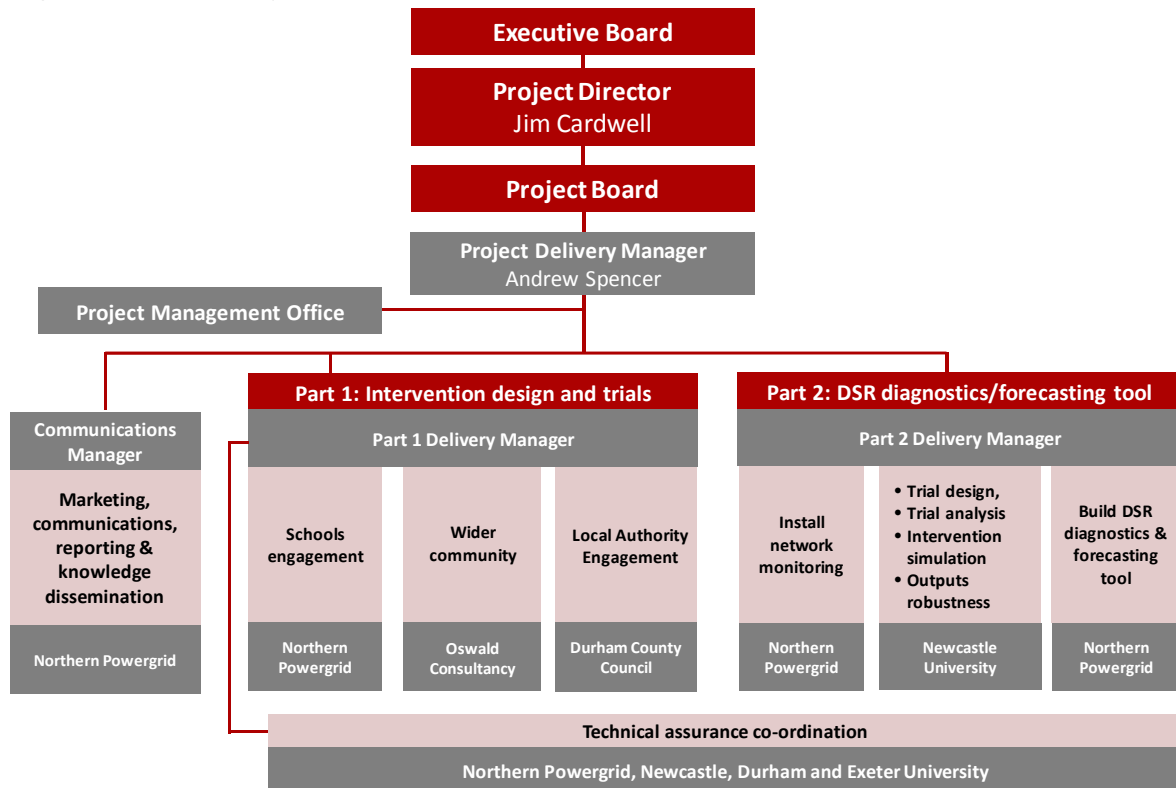 Executive Board
Project Director
Jim Cardwell
Project Board
Project Delivery Manager
Andrew Spencer
Project Management Office
Communications
Manager
Marketing,
communications,
reporting &
knowledge
dissemination
Northern Powergrid
Part 1: Intervention design and trials
Part 1 Delivery Manager
Schools
engagement
Northern
Powergrid
Wider
community
Oswald
Consultancy
Local Authority
Engagement
Durham County
Council
Part 2: DSR diagnostics/forecasting tool
Part 2 Delivery Manager
Install
network
monitoring
Northern
Powergrid
• Trial design,
• Trial analysis
• Intervention
simulation
• Outputs
robustness
Newcastle
University
Build DSR
diagnostics &
forecasting
tool
Northern
Powergrid
Technical assurance co-ordination
Northern Powergrid, Newcastle, Durham and Exeter University